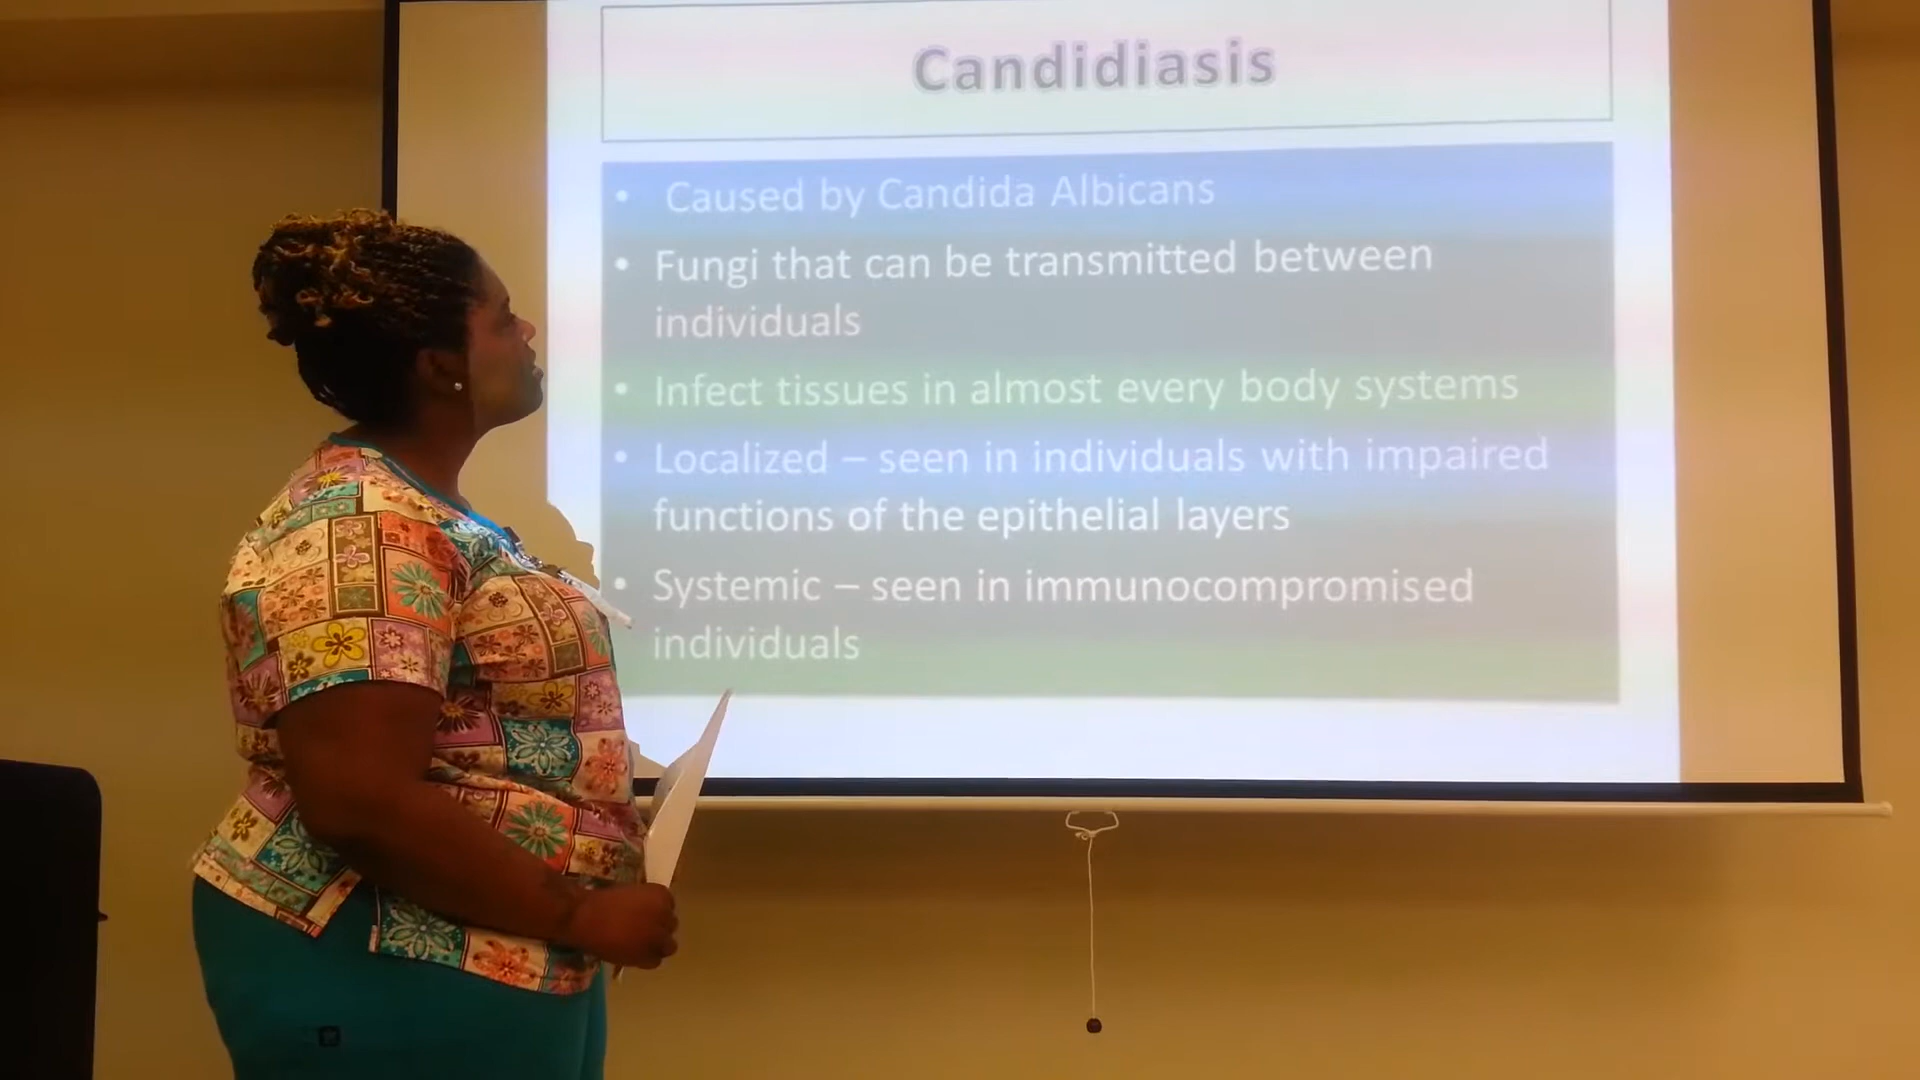 Candidiasis
• Caused by Candida Albicans
• Fungi that can be transmitted between
individuals
• Infect tissues in almost every body systems
• Localized – seen in individuals with impaired
functions of the epithelial layers
• Systemic – seen in immunocompromised
individuals